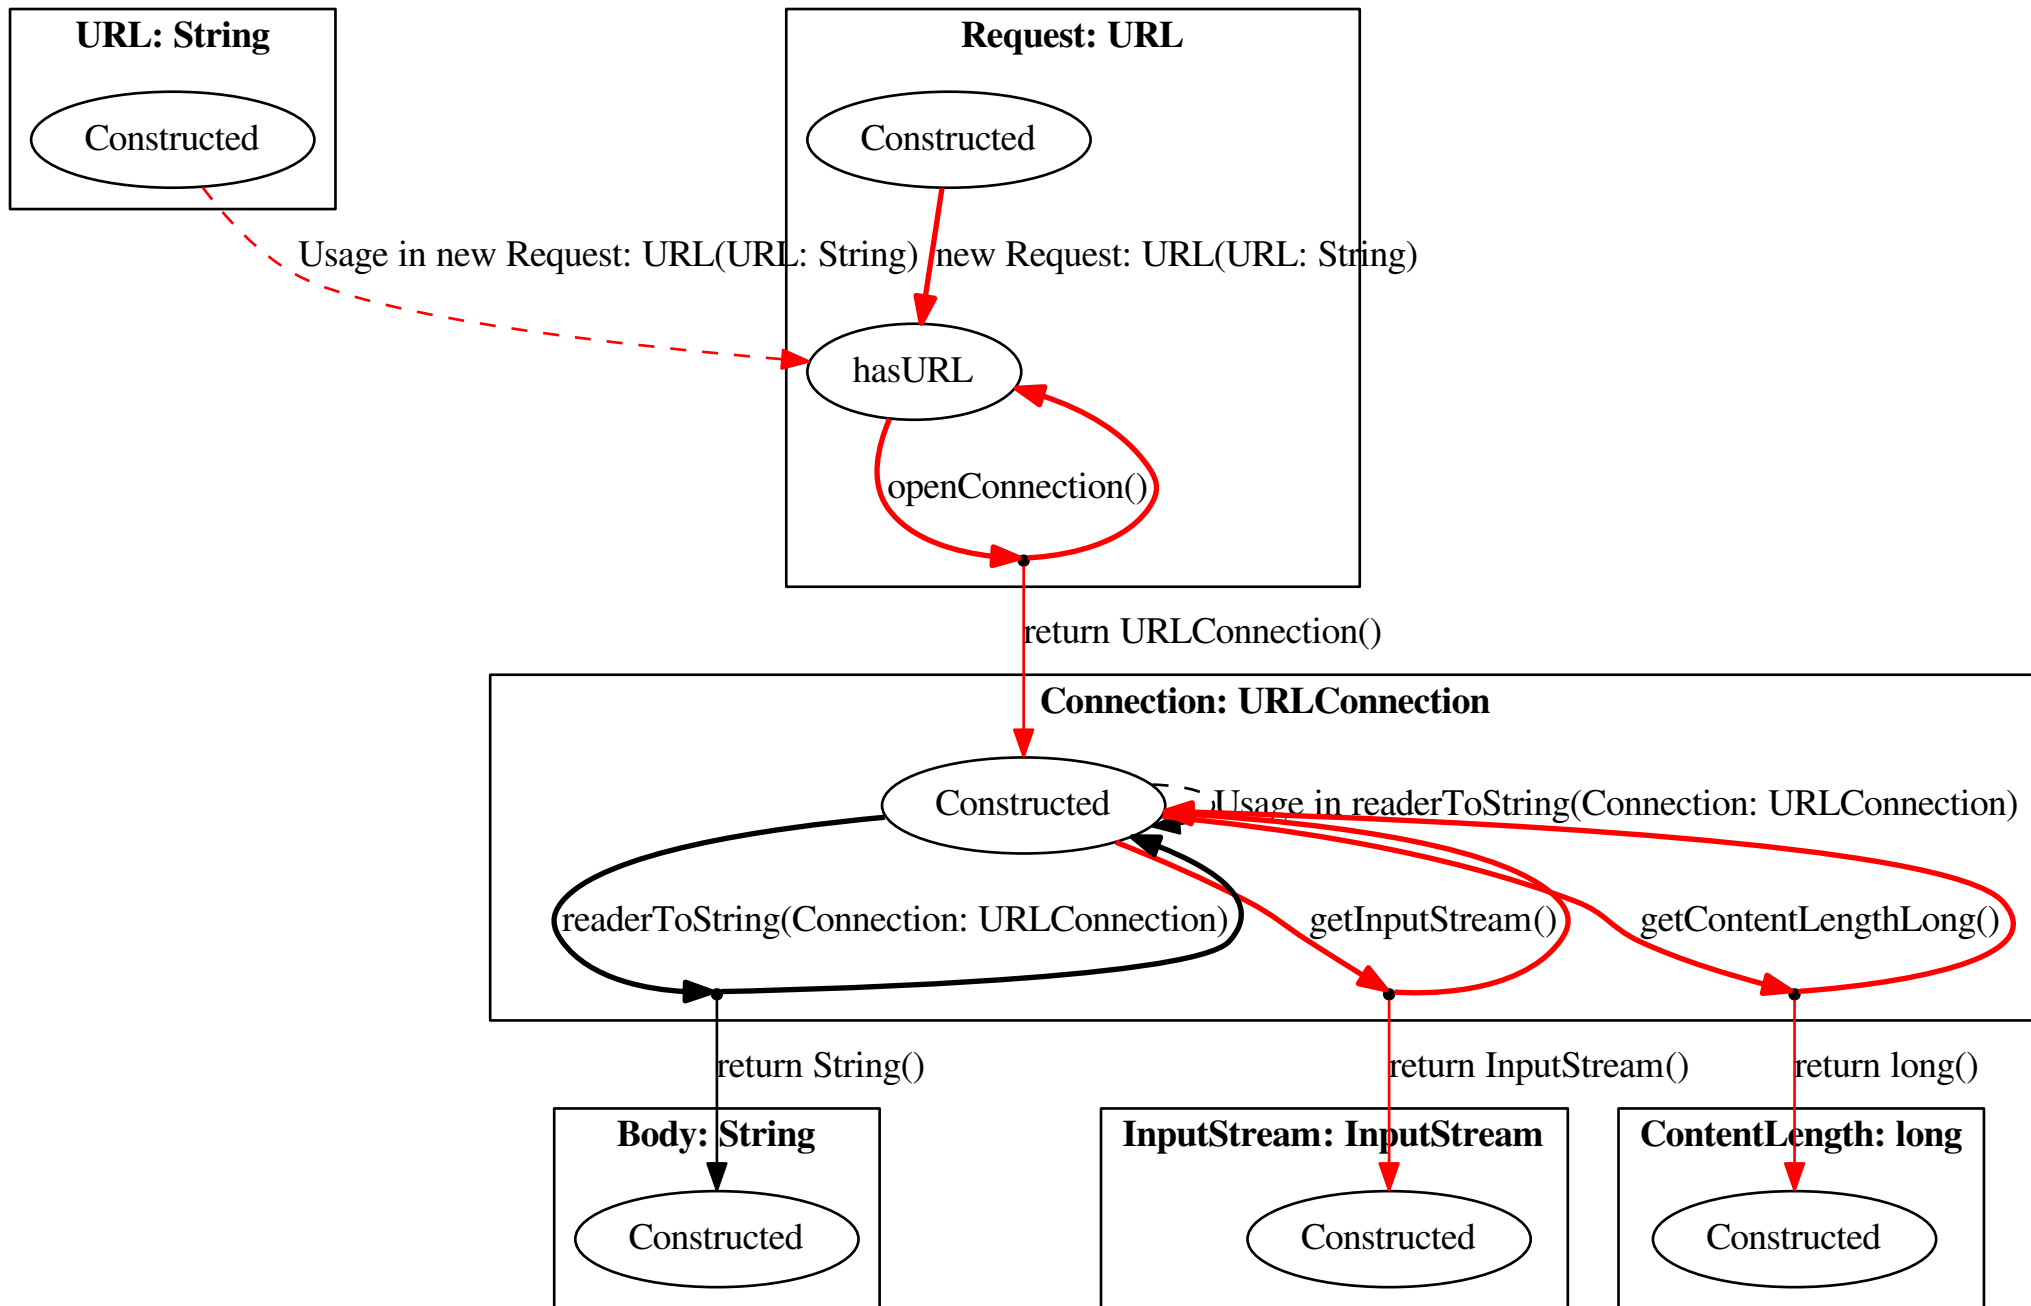 URL: String
Request: URL
Constructed
Constructed
Usage in new Request: URL(URL: String)
new Request: URL(URL: String)
hasURL
openConnection()
return URLConnection()
Connection: URLConnection
Constructed
Usage in readerToString(Connection: URLConnection)
readerToString(Connection: URLConnection)
getInputStream()
getContentLengthLong()
return String()
return InputStream()
return long()
Body: String
InputStream: InputStream
ContentLength: long
Constructed
Constructed
Constructed